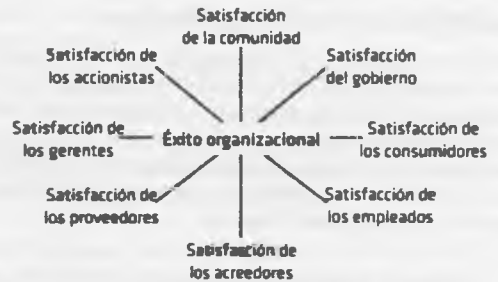 Satisfacción
de la comunidad
Satisfacción de
los accionistas
Satisfacción
del gobierno
Satisfacción de
los gerentes
Éxito organizacional
Satisfacción de
los consumidores
Satisfacción de
los proveedores
Satisfacción de
los empleados
Satisfacción de
los acreedores